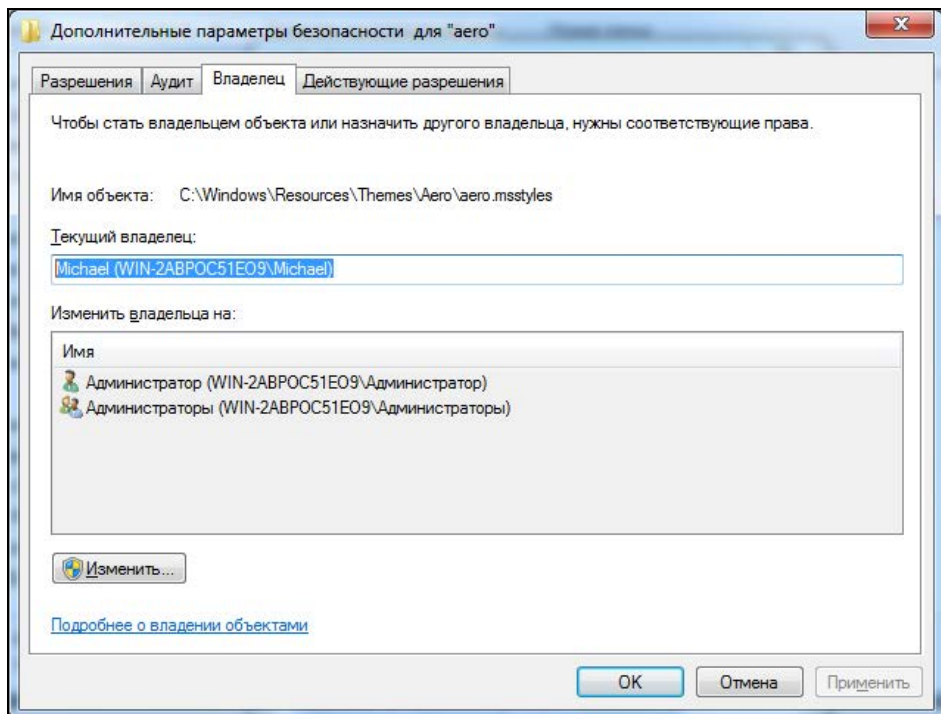 Дополнительные параметры безопасности для "aero"
Разрешения Аудит Владелец Действующие разрешения
Чтобы стать владельцем объекта или назначить другого владельца, нужны соответствующие права.
Имя объекта: C:\Windows\Resources\Themes\Aero\aero.msstyles
Текущий владелец:
Michael (WIN-2ABPOC51EO9\Michael)
Изменить владельца на:
Имя
Администратор (WIN-2ABPOC51EO9\Администратор)
Администраторы (WIN-2ABPOC51EO9\Администраторы)
Изменить...
Подробнее о владении объектами
OK Отмена Применить